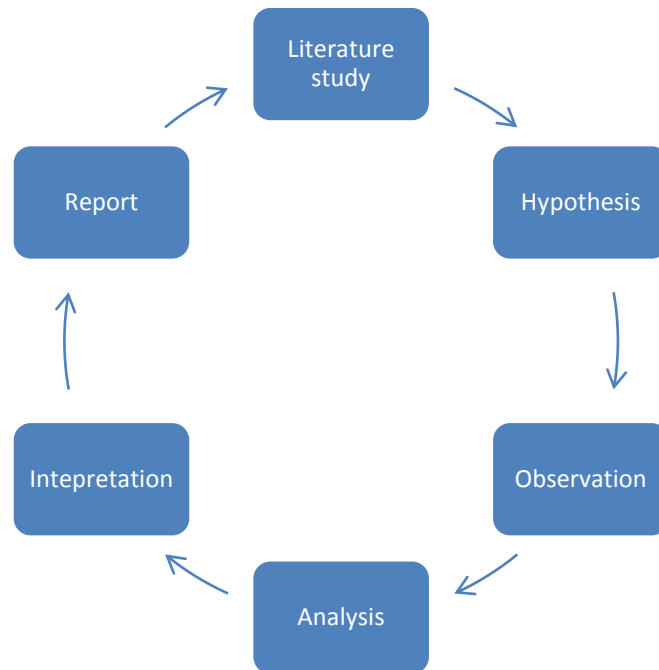 Literature
study
Hypothesis
Observation
Analysis
Intepretation
Report